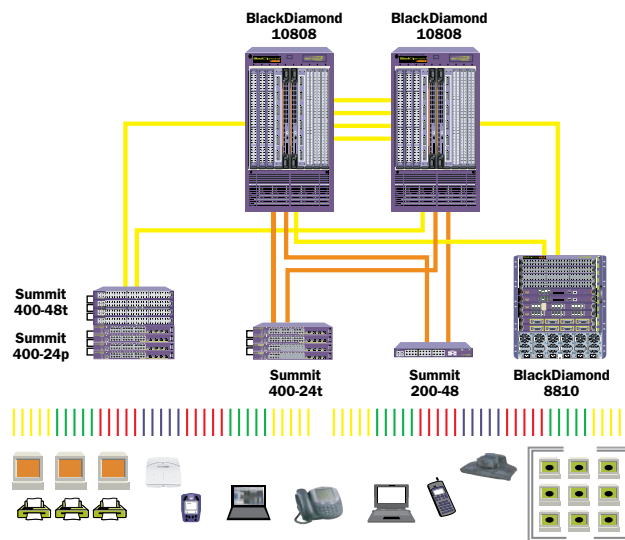 BlackDiamond
10808
BlackDiamond
10808
Summit
400-48t
Summit
400-24p
Summit
400-24t
Summit
200-48
BlackDiamond
8810